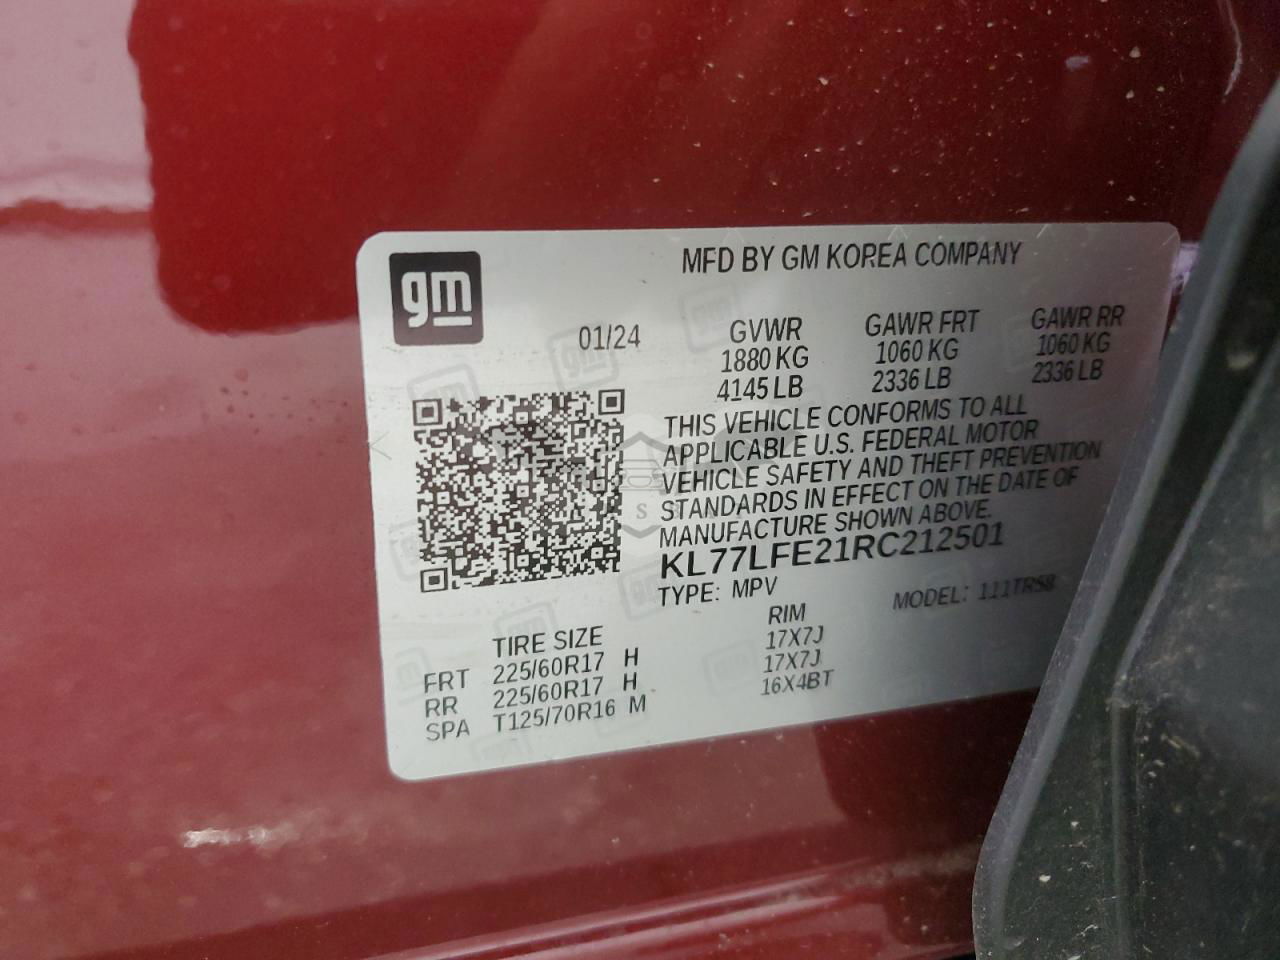 gm
MFD BY GM KOREA COMPANY
01/24
GVWR
1880 KG
4145 LB
GAWR FRT
1060 KG
2336 LB
GAWR RR
1060 KG
2336 LB
THIS VEHICLE CONFORMS TO ALL
APPLICABLE U.S. FEDERAL MOTOR
VEHICLE SAFETY AND THEFT PREVENTION
STANDARDS IN EFFECT ON THE DATE OF
MANUFACTURE SHOWN ABOVE.
KL77LFE21RC212501
TYPE: MPV
MODEL: 111TR58
TIRE SIZE RIM
FRT 225/60R17 H 17X7J
RR 225/60R17 H 17X7J
SPA T125/70R16 M 16X4BT